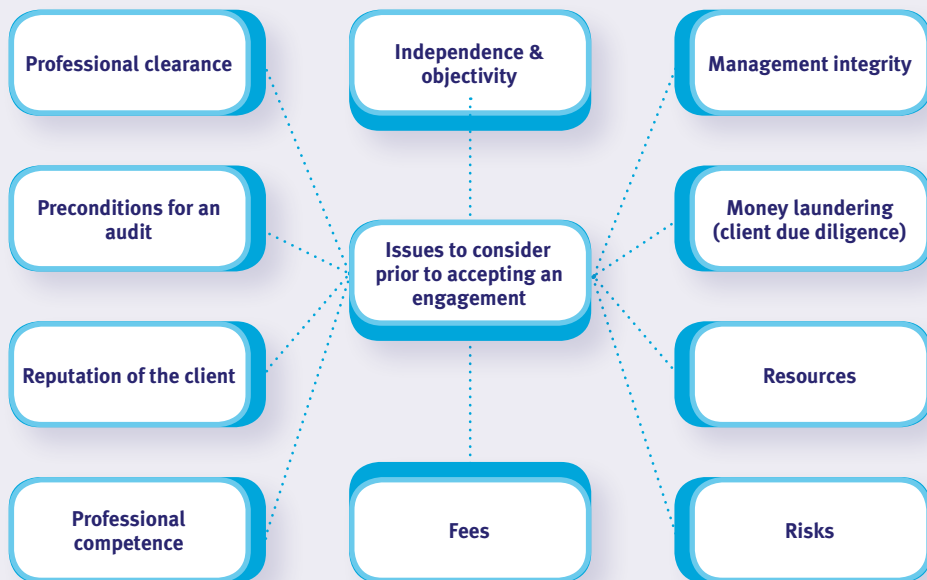 Professional clearance
Independence &
objectivity
Management integrity
Preconditions for an
audit
Issues to consider
prior to accepting an
engagement
Money laundering
(client due diligence)
Reputation of the client
Resources
Professional
competence
Fees
Risks